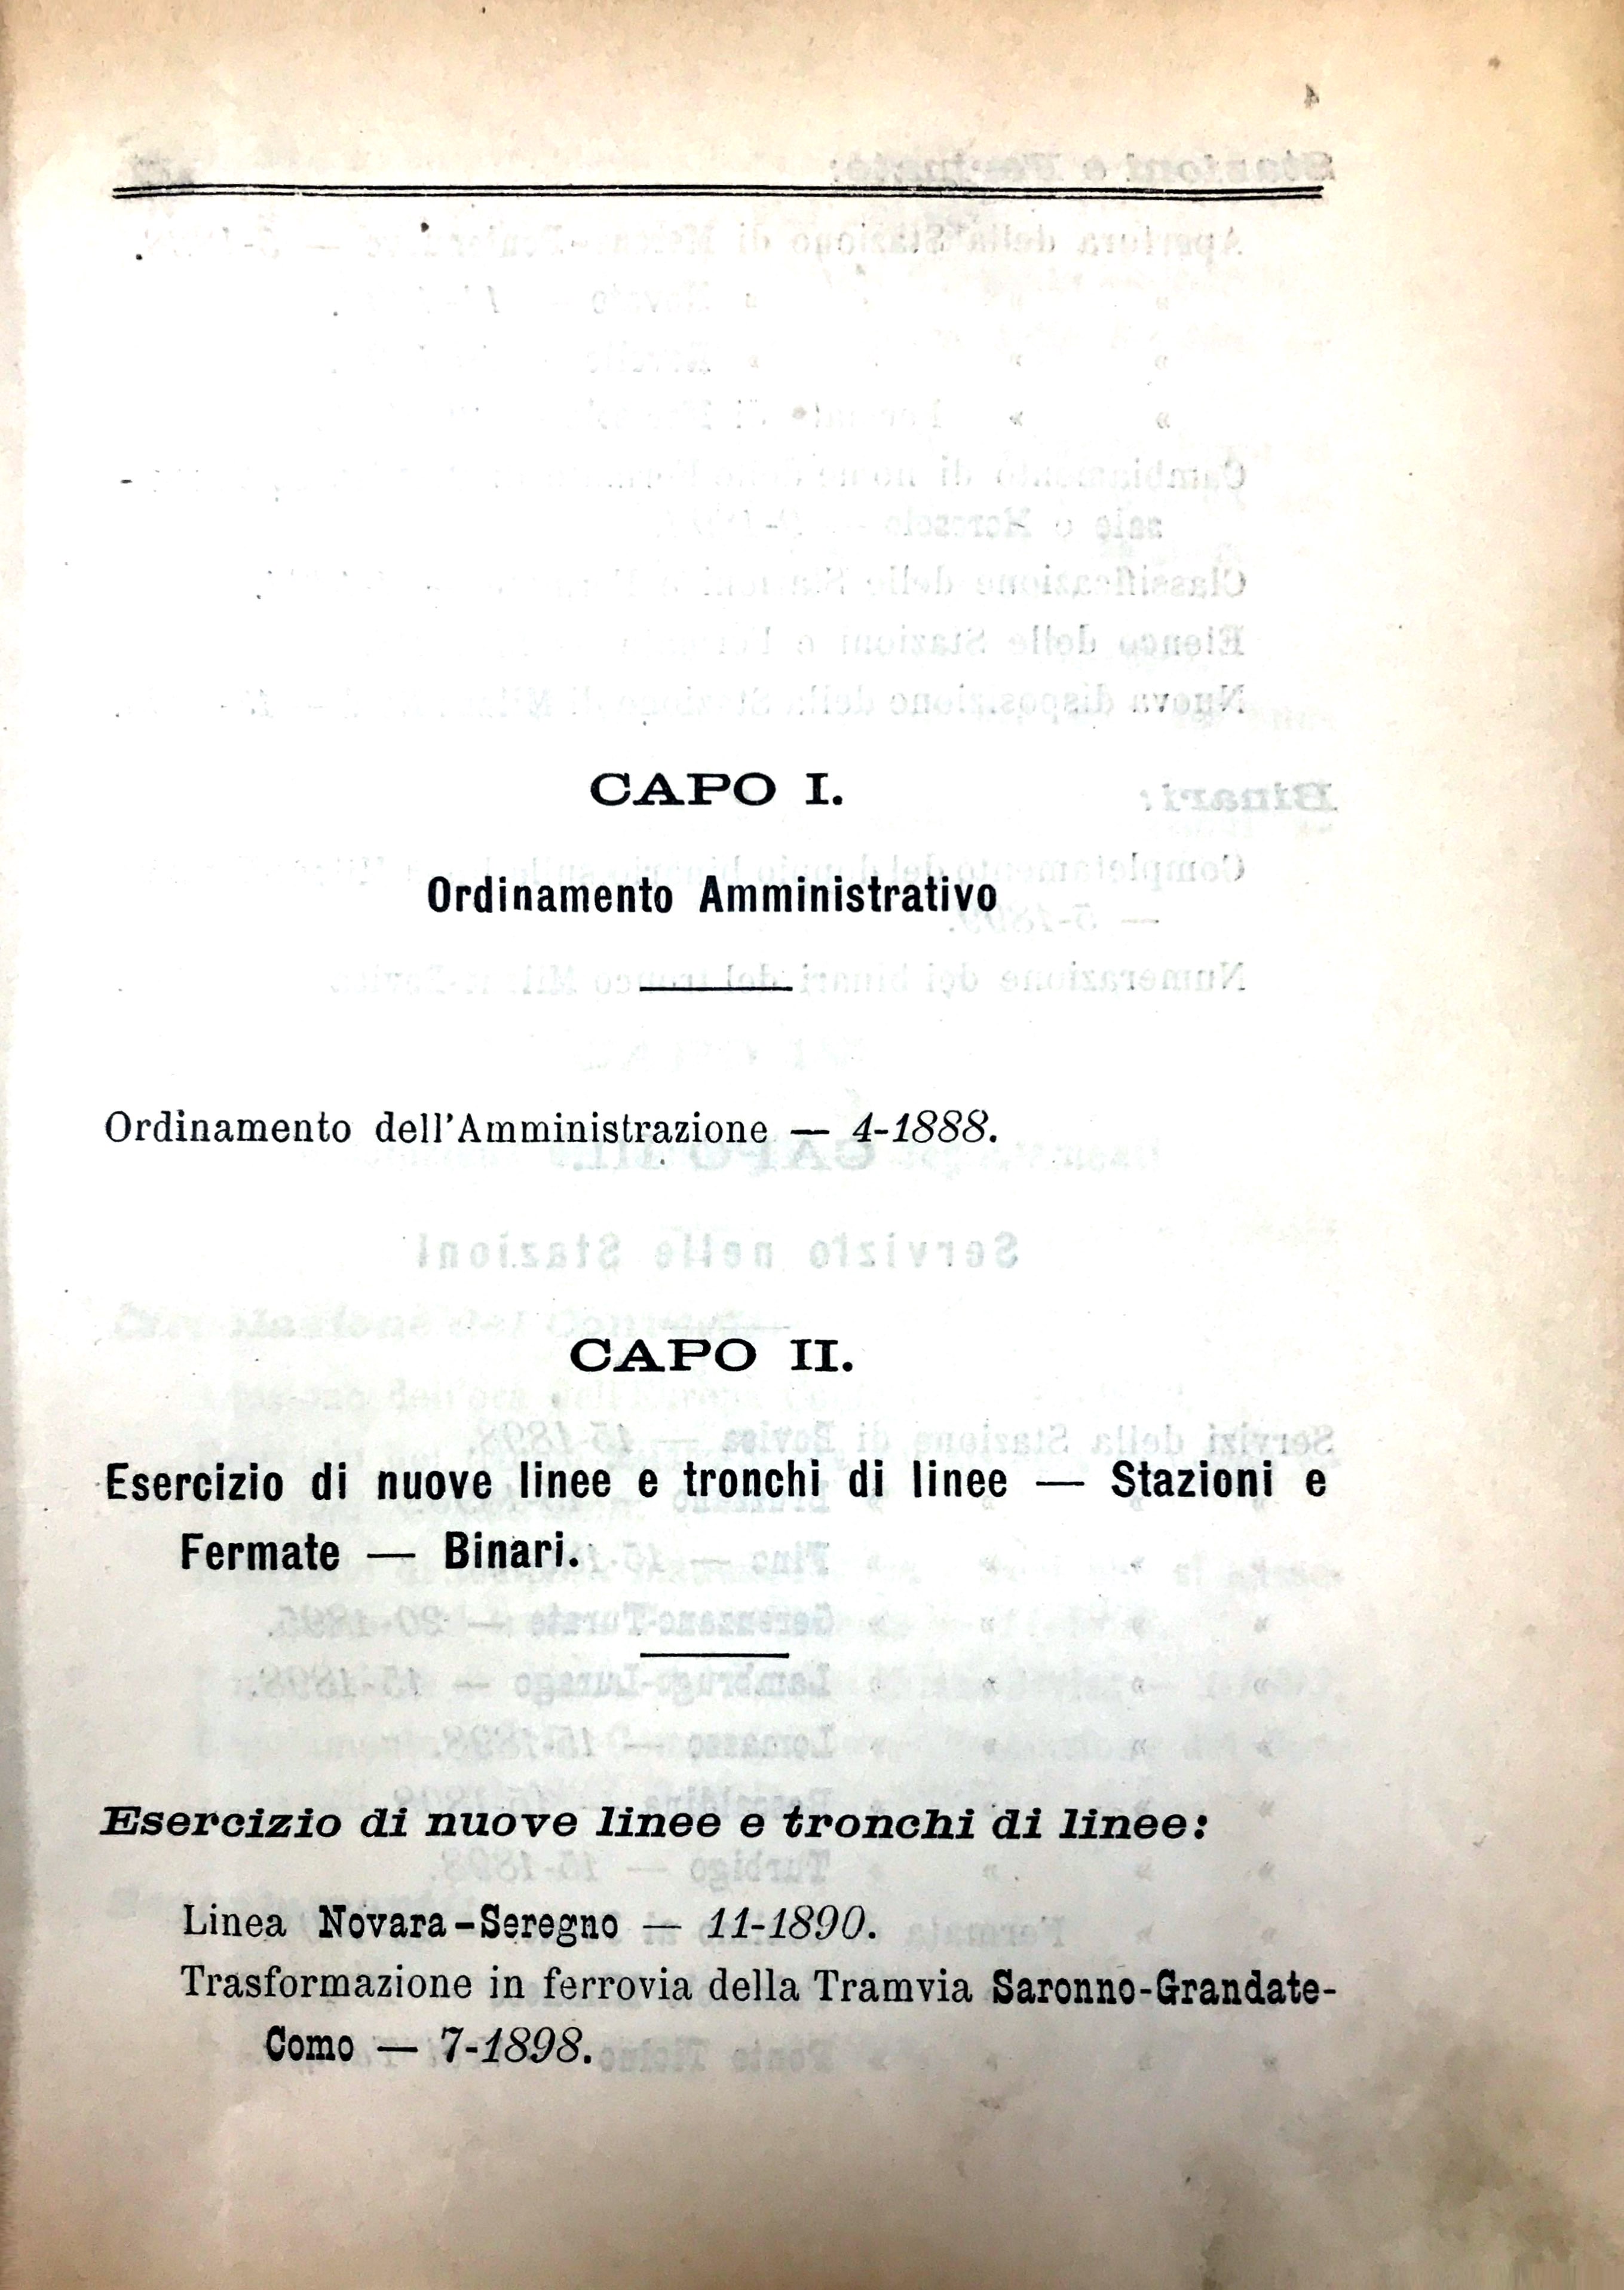 CAPO I.
Ordinamento Amministrativo
Ordinamento dell'Amministrazione — 4-1888.
CAPO II.
Esercizio di nuove linee e tronchi di linee — Stazioni e
Fermate — Binari.
Esercizio di nuove linee e tronchi di linee:
Linea Novara-Seregno — 11-1890.
Trasformazione in ferrovia della Tramvia Saronno-Grandate-
Como — 7-1898.